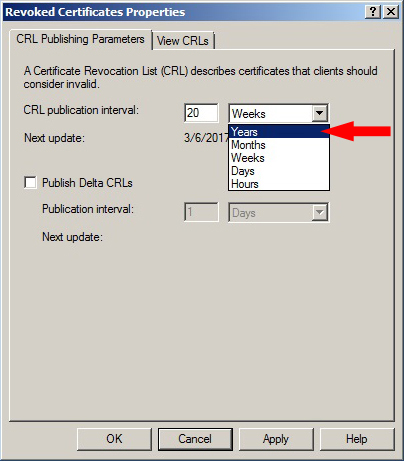 Revoked Certificates Properties
CRL Publishing Parameters View CRLs
A Certificate Revocation List (CRL) describes certificates that clients should
consider invalid.
CRL publication interval: 20 Weeks
Years
Next update: 3/6/2017
Months
Weeks
Days
Hours
Publish Delta CRLs
Publication interval: 1 Days
Next update:
OK Cancel Apply Help